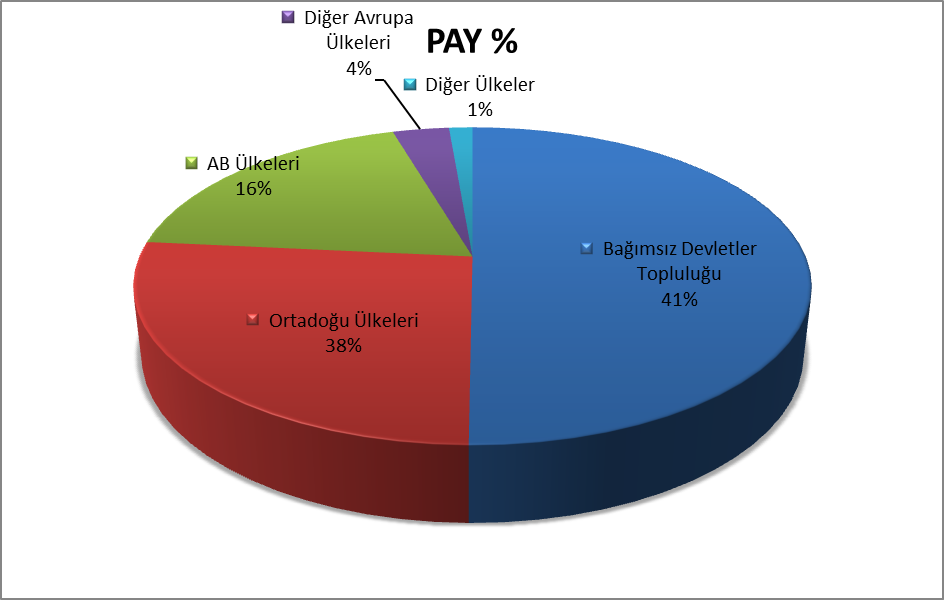 PAY %
Diğer Avrupa
Ülkeleri
4%
Diğer Ülkeler
1%
AB Ülkeleri
16%
Bağımsız Devletler
Topluluğu
41%
Ortadoğu Ülkeleri
38%